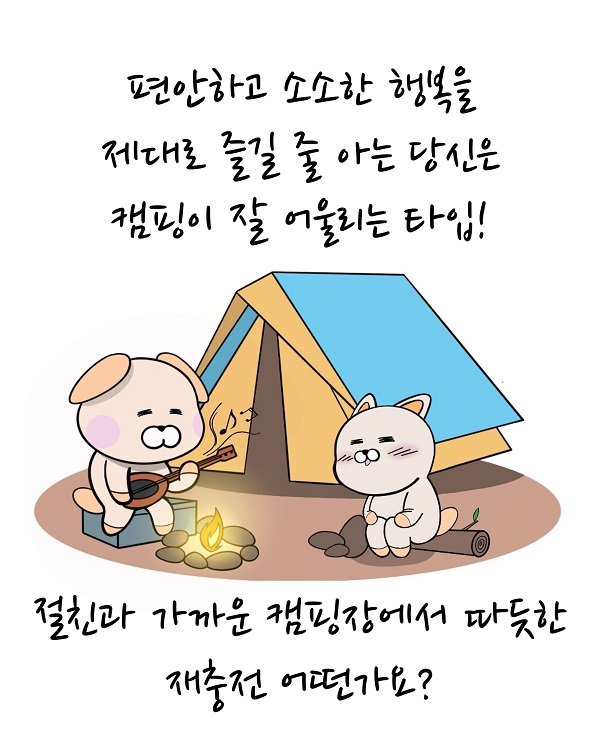 편안하고 소소한 행복을
제대로 즐길 줄 아는 당신은
캠핑이 잘 어울리는 타입!
절친과 가까운 캠핑장에서 따듯한
재충전 어떤가요?